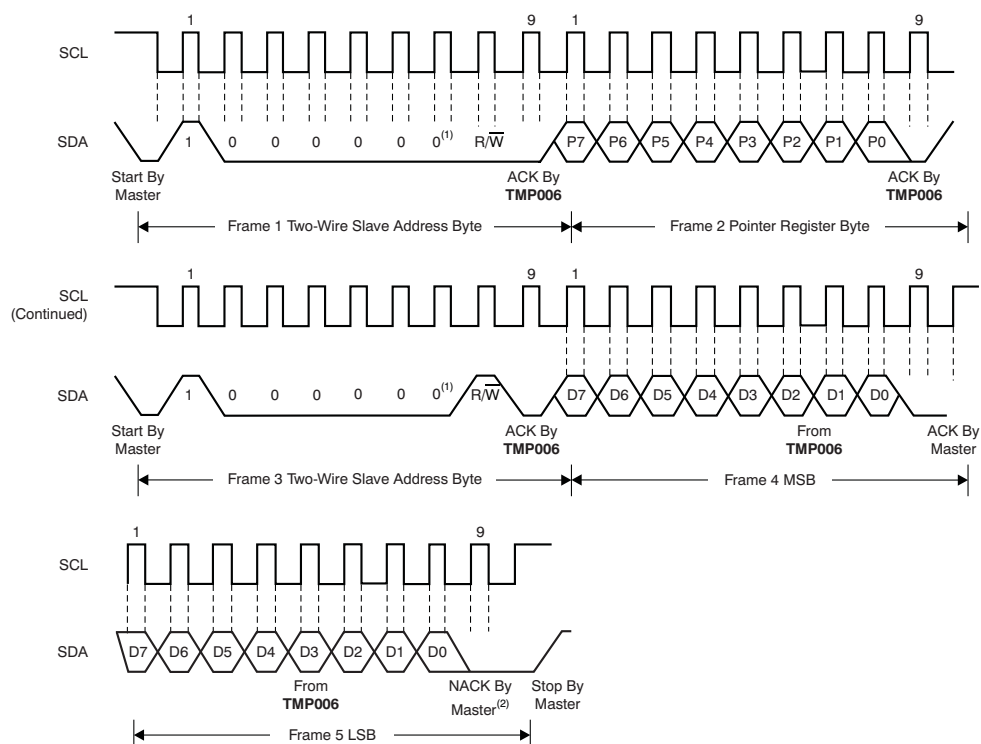 1 9 1 9
SCL
SDA 1 0 0 0 0 0 0(1) R/W̅ P7 P6 P5 P4 P3 P2 P1 P0
Start By Master ACK By TMP006 ACK By TMP006
Frame 1 Two-Wire Slave Address Byte Frame 2 Pointer Register Byte
1 9 1 9
SCL
(Continued)
SDA 1 0 0 0 0 0(1) R/W̅ D7 D6 D5 D4 D3 D2 D1 D0
Start By Master ACK By TMP006 From TMP006 ACK By Master
Frame 3 Two-Wire Slave Address Byte Frame 4 MSB
1 9
SCL
SDA D7 D6 D5 D4 D3 D2 D1 D0
From TMP006 NACK By Master(2) Stop By Master
Frame 5 LSB